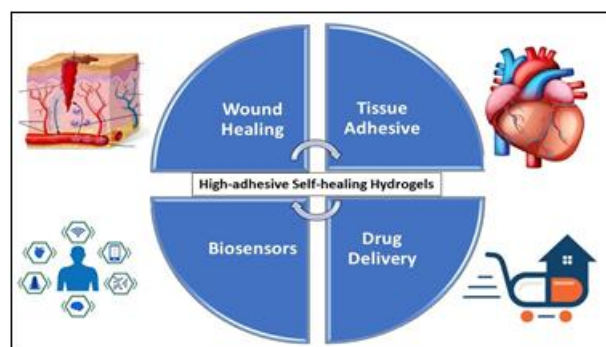 Wound
Healing
Tissue
Adhesive
High-adhesive Self-healing Hydrogels
Biosensors
Drug
Delivery